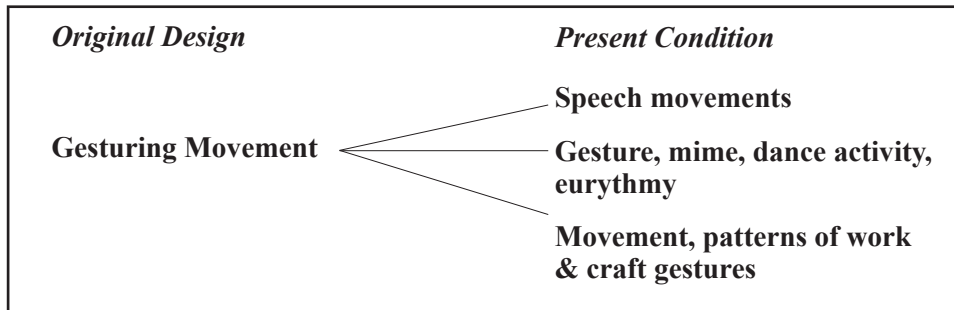 Original Design
Present Condition
Speech movements
Gesturing Movement
Gesture, mime, dance activity,
eurythmy
Movement, patterns of work
& craft gestures